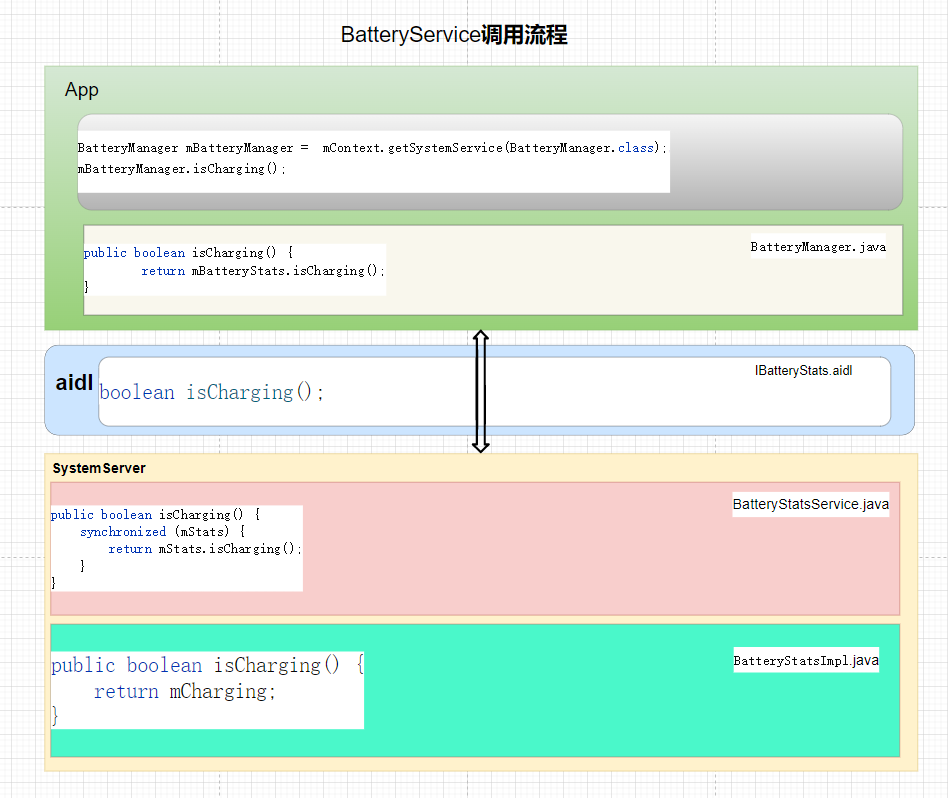 BatteryService调用流程
App
BatteryManager mBatteryManager = mContext.getSystemService(BatteryManager.class);
mBatteryManager.isCharging();
BatteryManager.java
public boolean isCharging() {
return mBatteryStats.isCharging();
}
aidl
IBatteryStats.aidl
boolean isCharging();
SystemServer
BatteryStatsService.java
public boolean isCharging() {
synchronized (mStats) {
return mStats.isCharging();
}
}
BatteryStatsImpl.java
public boolean isCharging() {
return mCharging;
}